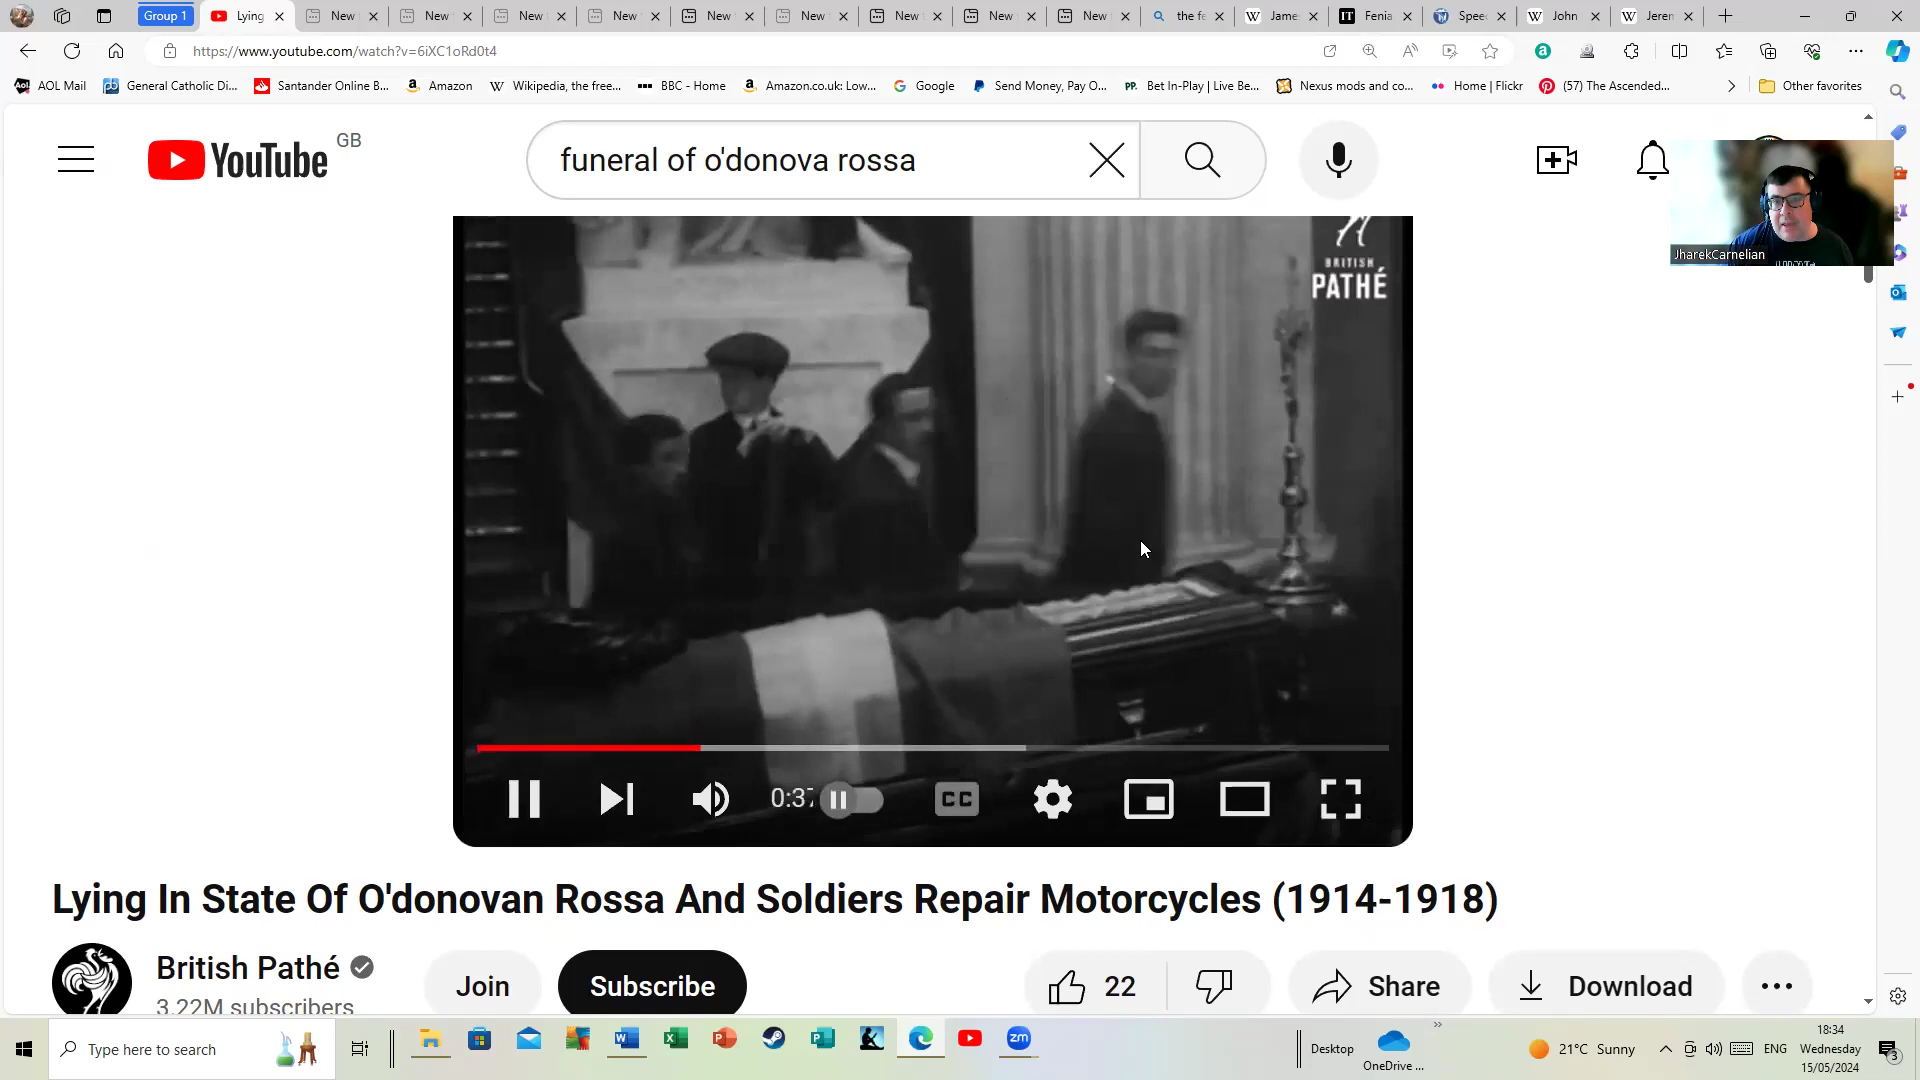 Group 1
Lying
New
New
New
New
New
New
New
New
New
the fe
James
Fenia
Speec
John
Jerem
https://www.youtube.com/watch?v=6iXC1oRd0t4
AOL Mail
General Catholic Di...
Santander Online B...
Amazon
Wikipedia, the free...
BBC - Home
Amazon.co.uk: Low...
Google
Send Money, Pay O...
Bet In-Play | Live Be...
Nexus mods and co...
Home | Flickr
(57) The Ascended...
Other favorites
YouTube
GB
funeral of o'donova rossa
JharekCarnelian
BRITISH
PATHÉ
0:37
CC
Lying In State Of O'donovan Rossa And Soldiers Repair Motorcycles (1914-1918)
British Pathé
3.22M subscribers
Join
Subscribe
22
Share
Download
Type here to search
Desktop
OneDrive ...
21°C Sunny
ENG
18:34
Wednesday
15/05/2024
3